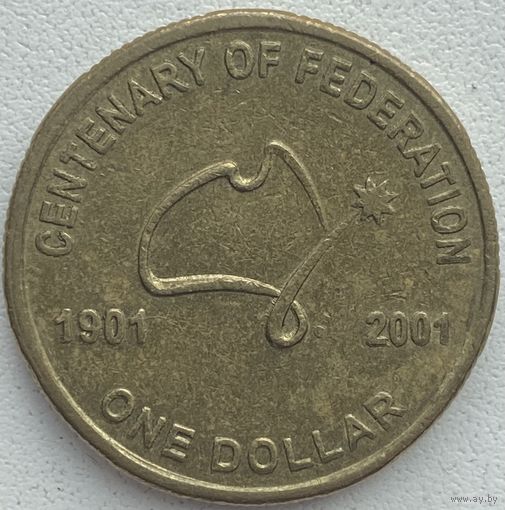 CENTENARY OF FEDERATION
1901 2001
ONE DOLLAR
www.ay.by